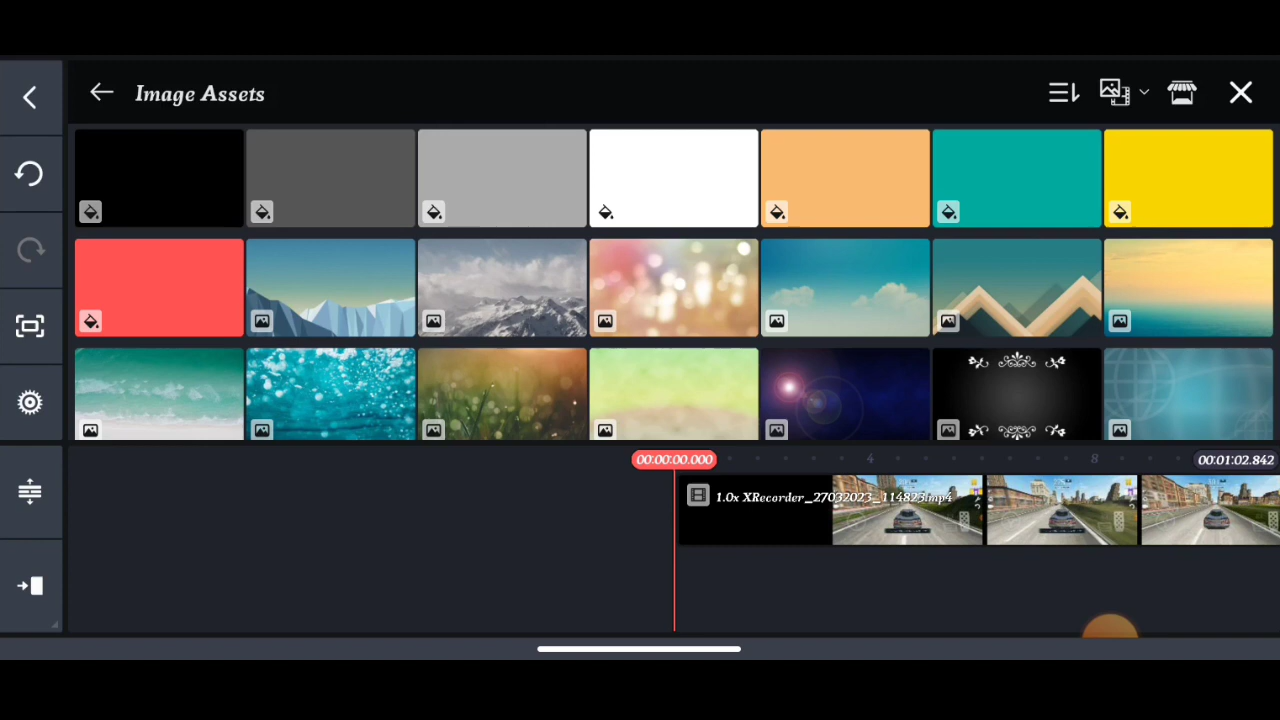 Image Assets
00:00:00.000
4
8
00:01:02.842
1.0x XRecorder_27032023_114823.mp4